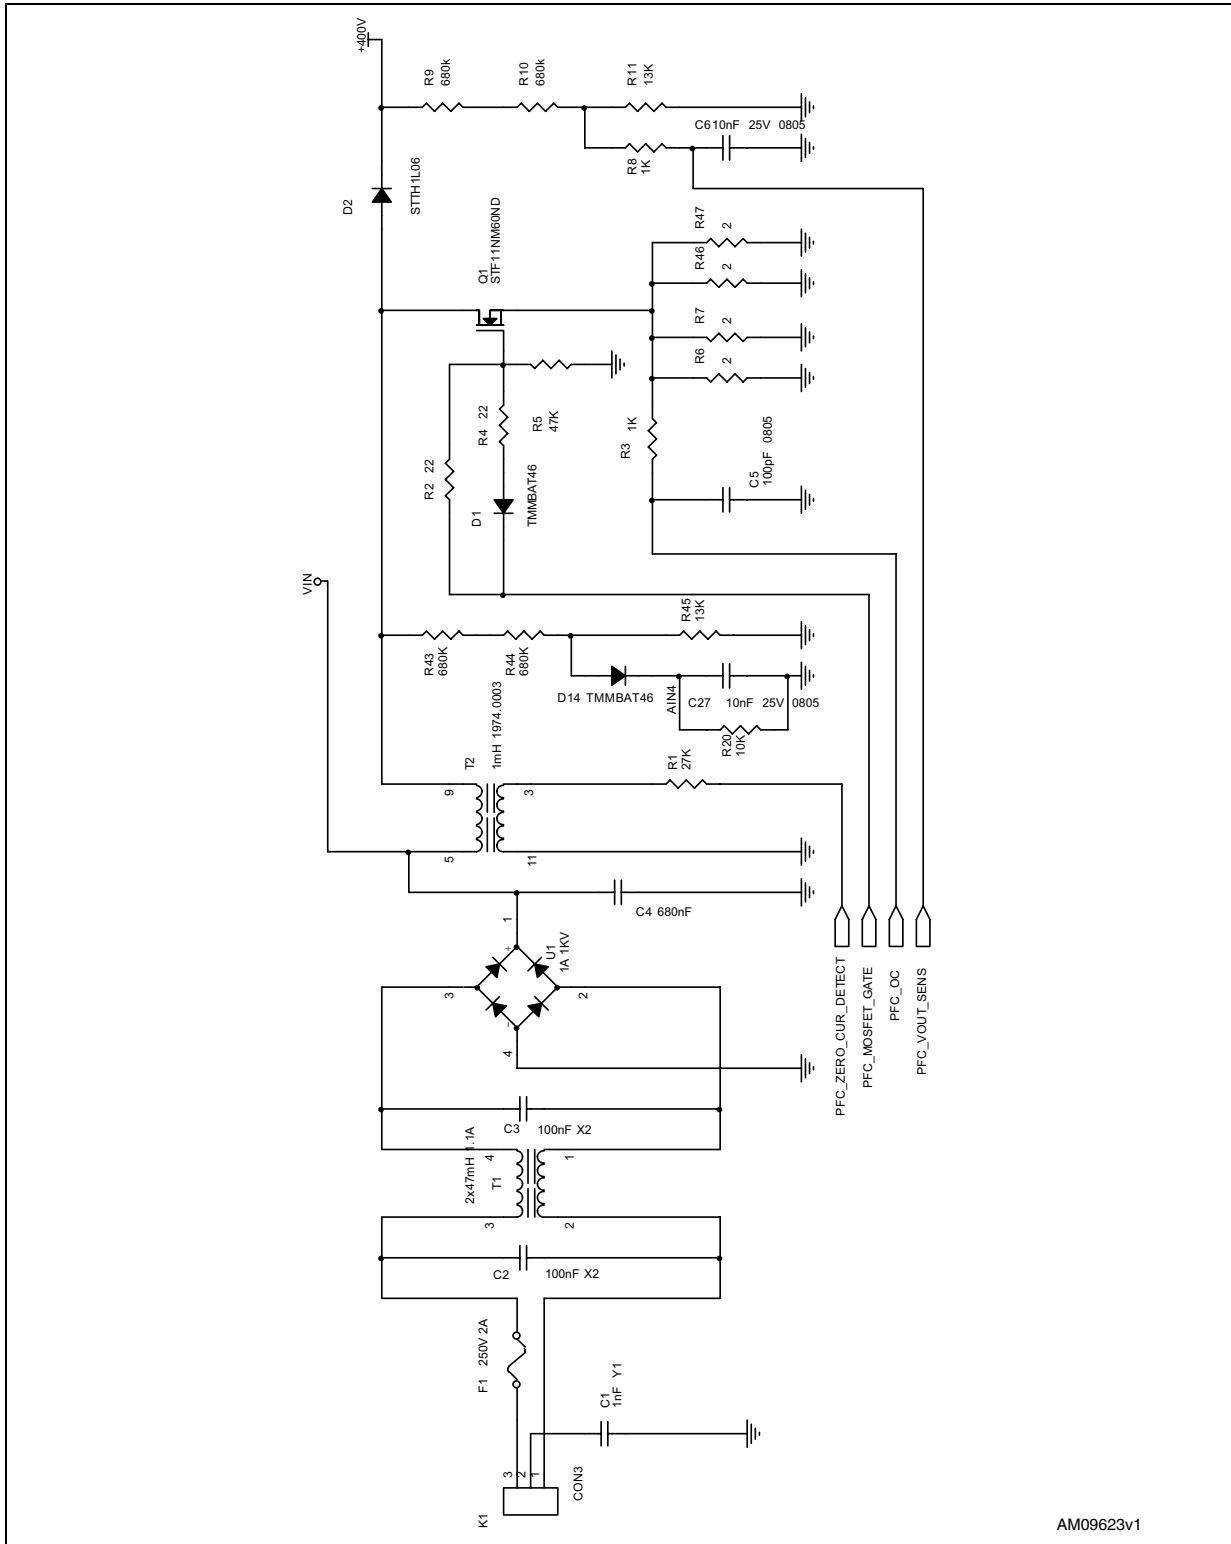 +400V
R9
680k
R10
680k
R11
13K
C610nF 25V 0805
R8
1K
D2
STTH1L06
Q1
STF11NM60ND
R47
2
R46
2
R7
2
R6
2
R2 22
R4 22
R5
47K
D1
TMMBAT46
R3 1K
C5
100pF 0805
VIN
R43
680K
R44
680K
R45
13K
D14 TMMBAT46
AIN4
C27 10nF 25V 0805
R20
10K
T2
1mH 1974.0003
9
3
5
11
R1
27K
C4 680nF
1
U1
1A 1KV
+
-
3
2
4
PFC_ZERO_CUR_DETECT
PFC_MOSFET_GATE
PFC_OC
PFC_VOUT_SENS
C3 100nF X2
2x47mH 1.1A
T1
4
1
3
2
C2 100nF X2
F1 250V 2A
C1
1nF Y1
3
2
1
K1
CON3
AM09623v1